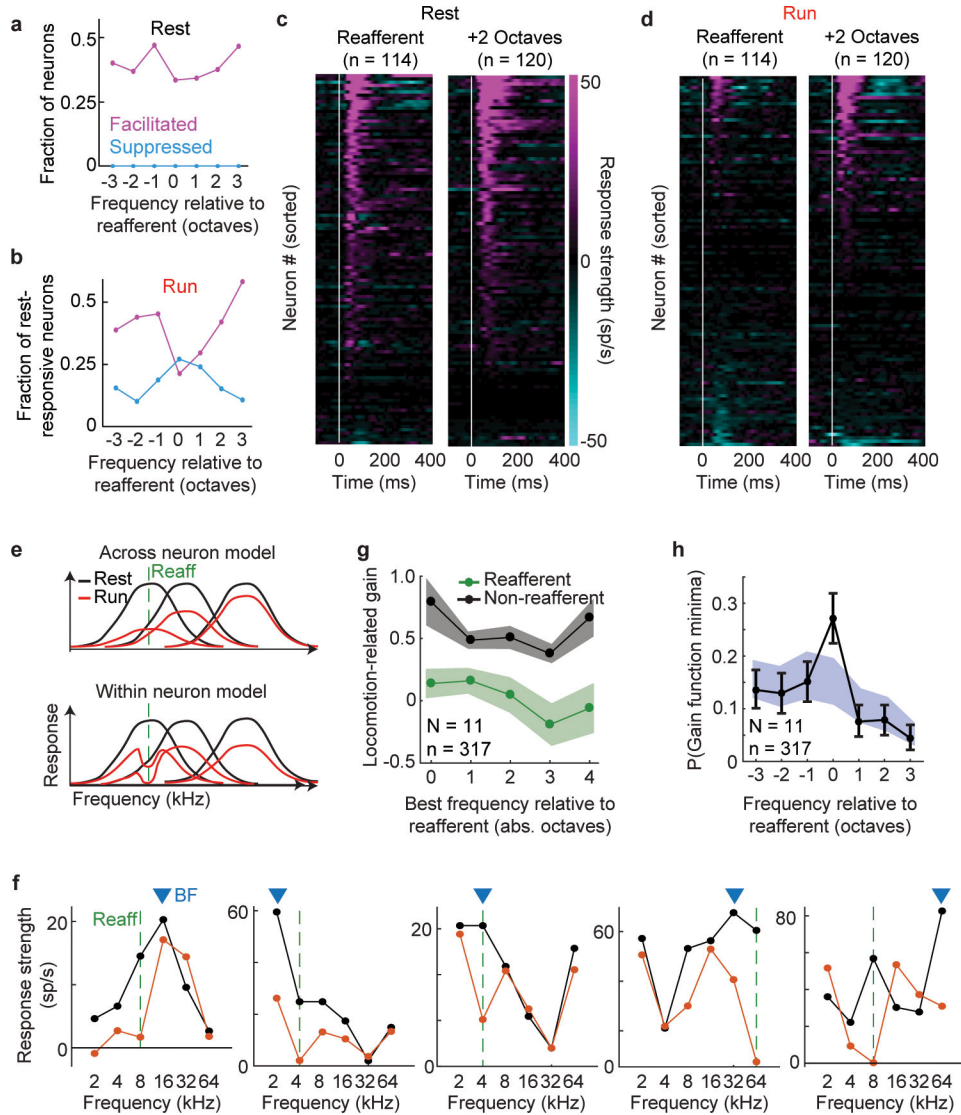 a
Rest
0.5
0.25
0
Fraction of neurons
Facilitated
Suppressed
-3 -2 -1 0 1 2 3
Frequency relative to
reafferent (octaves)
b
Run
0.5
0.25
0
Fraction of rest-
responsive neurons
-3 -2 -1 0 1 2 3
Frequency relative to
reafferent (octaves)
c
Rest
Reafferent
(n = 114)
+2 Octaves
(n = 120)
Neuron # (sorted)
50
0
-50
Response strength (sp/s)
0 200 400
0 200 400
Time (ms)
Time (ms)
d
Run
Reafferent
(n = 114)
+2 Octaves
(n = 120)
Neuron # (sorted)
0 200 400
0 200 400
Time (ms)
Time (ms)
e
Across neuron model
Reaff
Rest
Run
Within neuron model
Response
Frequency (kHz)
g
1.0
0.5
0
-0.5
Locomotion-related gain
Reafferent
Non-reafferent
N = 11
n = 317
0 1 2 3 4
Best frequency relative to
reafferent (abs. octaves)
h
0.3
0.2
0.1
0
P(Gain function minima)
N = 11
n = 317
-3 -2 -1 0 1 2 3
Frequency relative to
reafferent (octaves)
f
BF
Reaff
Response strength
(sp/s)
20
0
2 4 8 16 32 64
Frequency (kHz)
60
0
2 4 8 16 32 64
Frequency (kHz)
20
0
2 4 8 16 32 64
Frequency (kHz)
60
0
2 4 8 16 32 64
Frequency (kHz)
80
0
2 4 8 16 32 64
Frequency (kHz)